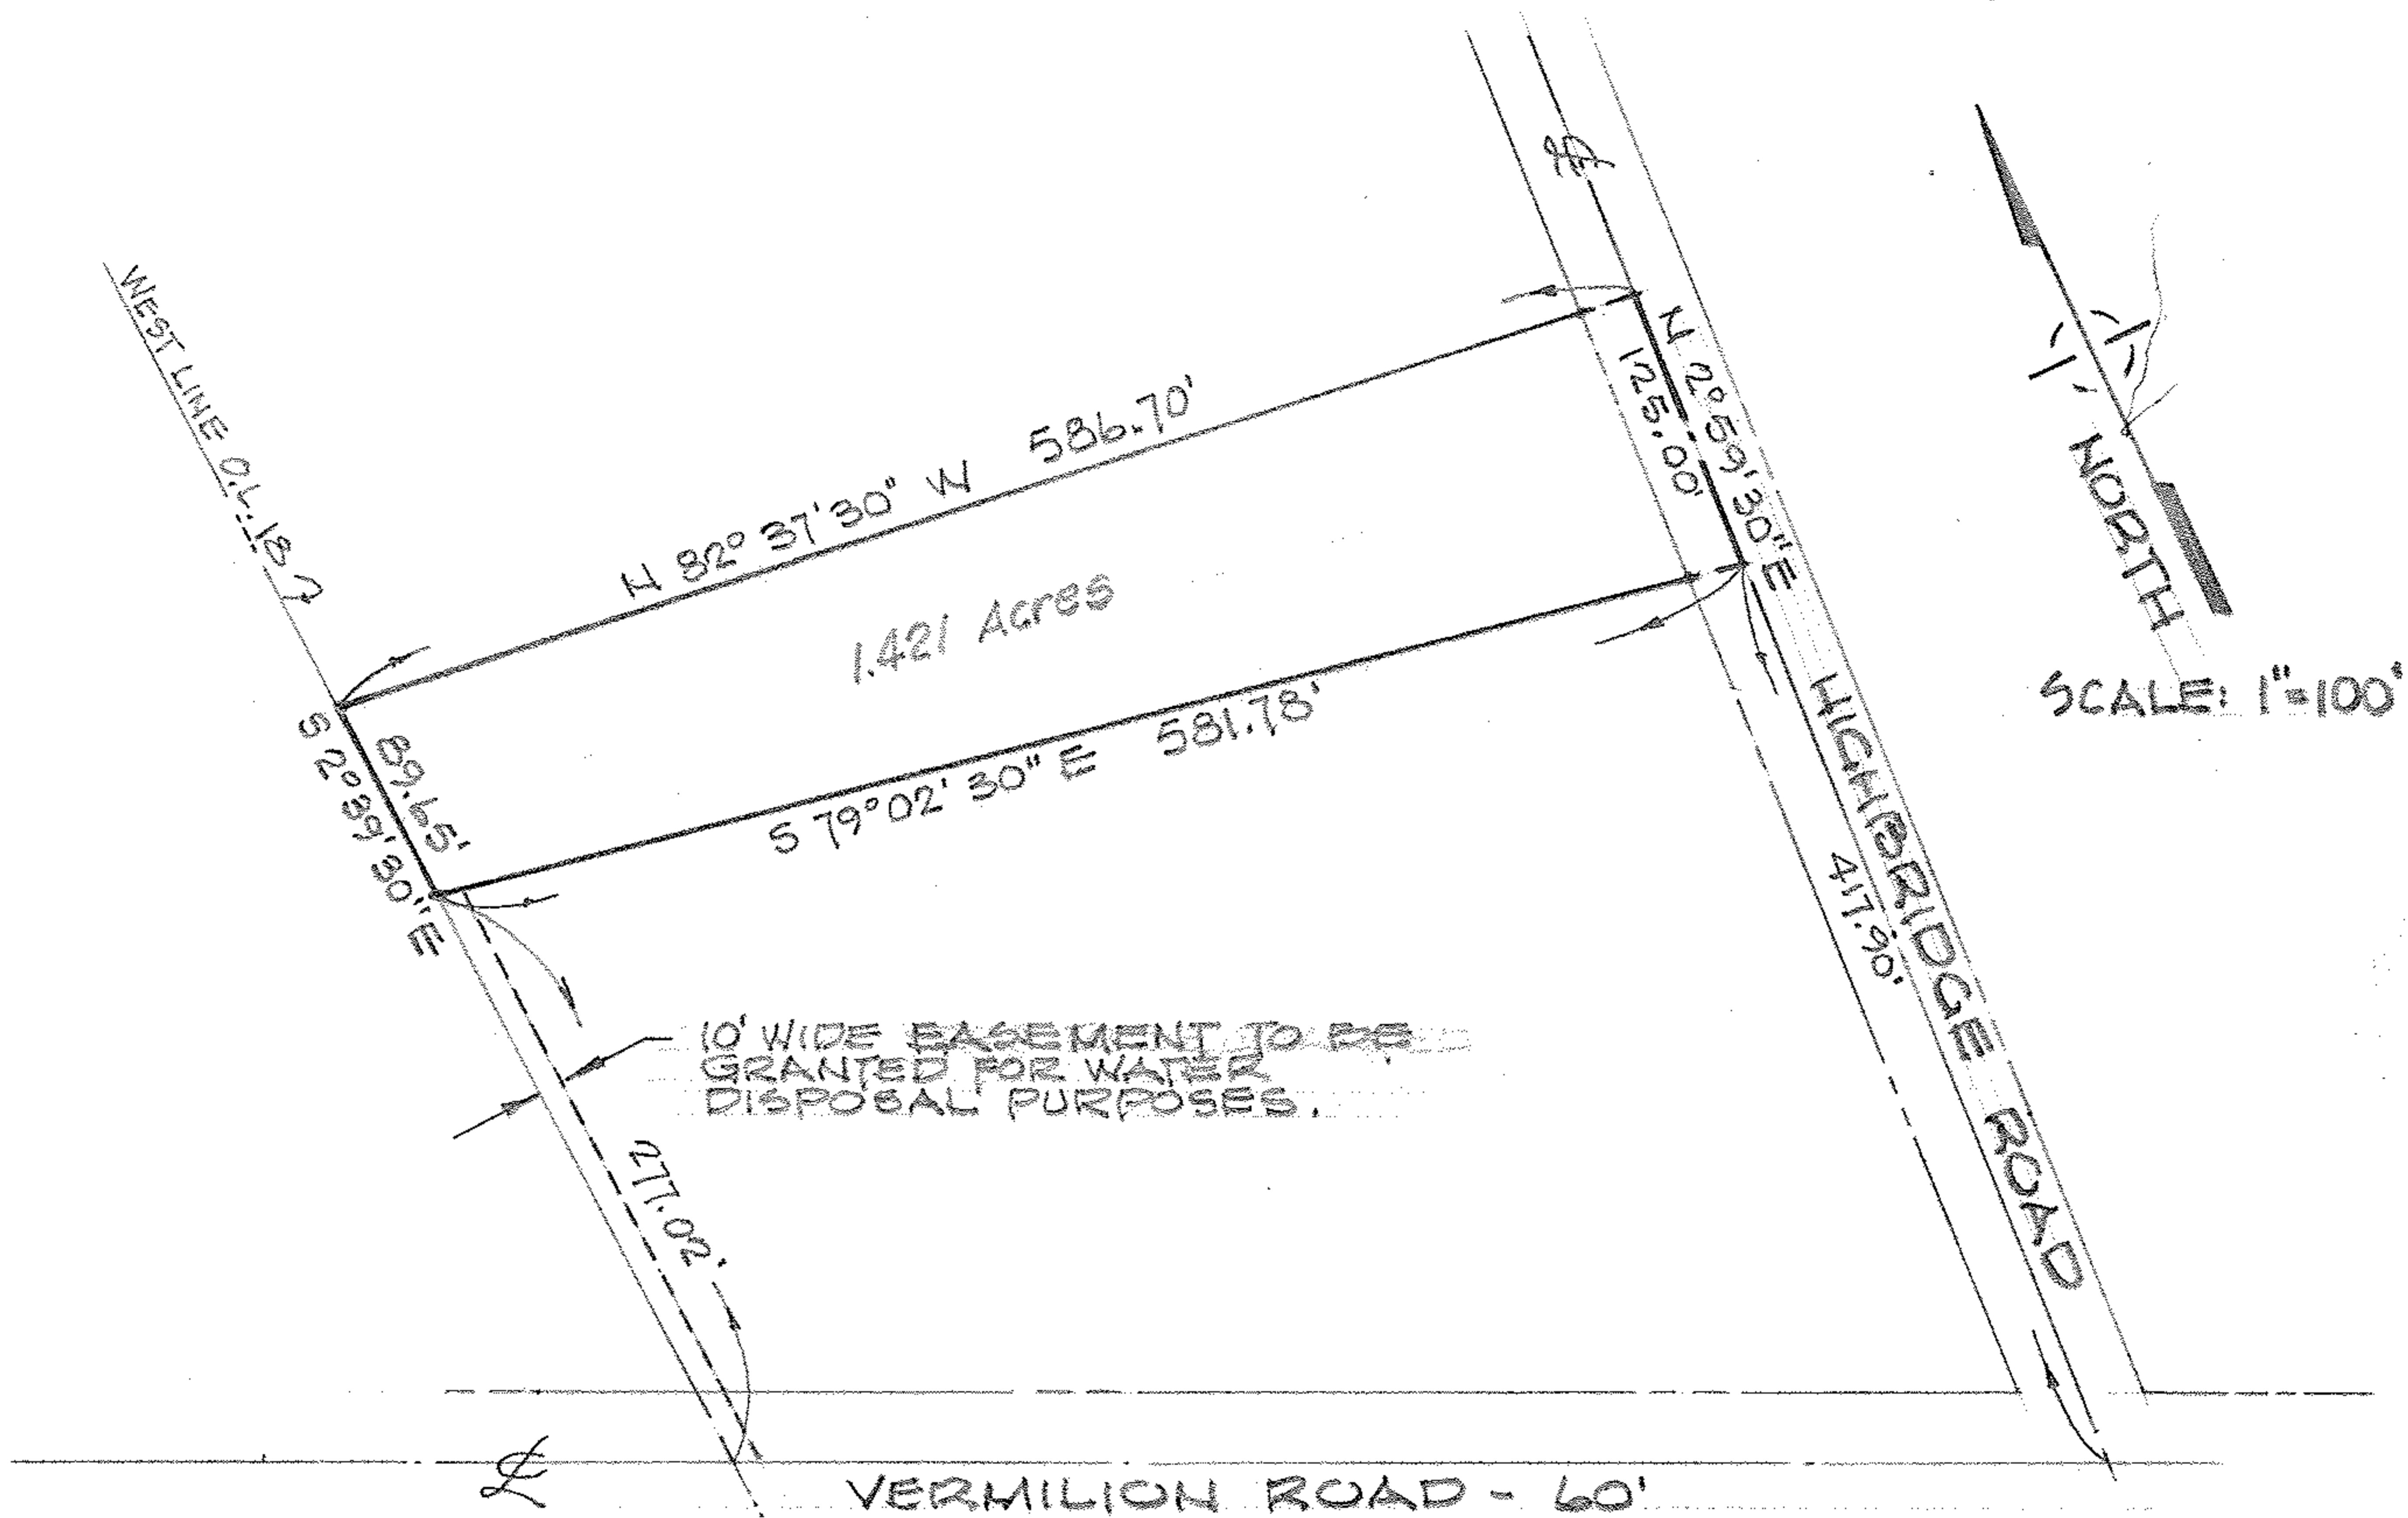 WEST LINE O.L. 18
N 82° 37' 30" W 586.70'
1.421 Acres
S 79° 02' 30" E 581.78'
N 2° 59' 30" E
125.00'
NORTH
SCALE: 1"=100'
89.65'
S 2° 39' 30" E
HIGHBRIDGE ROAD
417.90'
10' WIDE EASEMENT TO BE
GRANTED FOR WATER
DISPOSAL PURPOSES.
277.02'
VERMILION ROAD - 60'